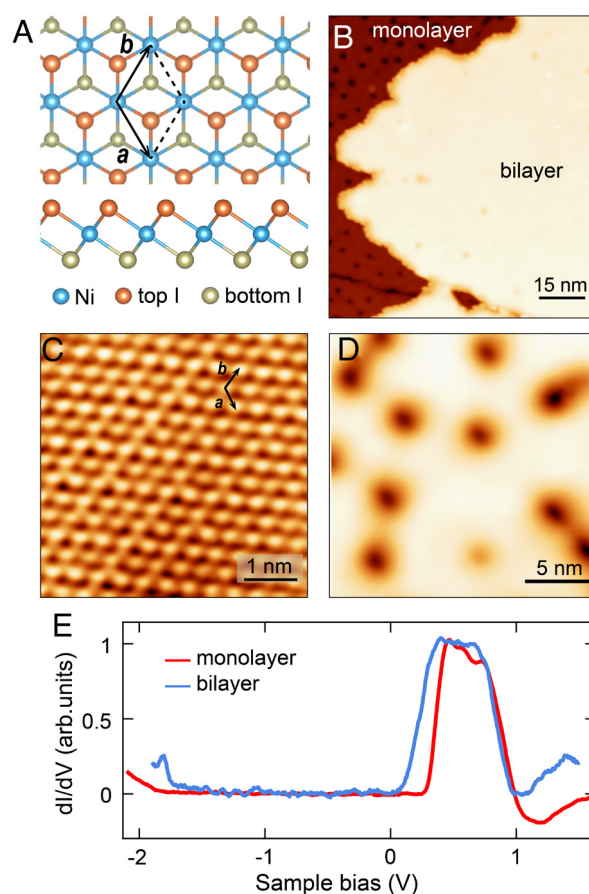 A
b
a
Ni top I bottom I
B
monolayer
bilayer
15 nm
C
b
a
1 nm
D
5 nm
E
monolayer
bilayer
dI/dV (arb.units)
1
0.5
0
-2 -1 0 1
Sample bias (V)